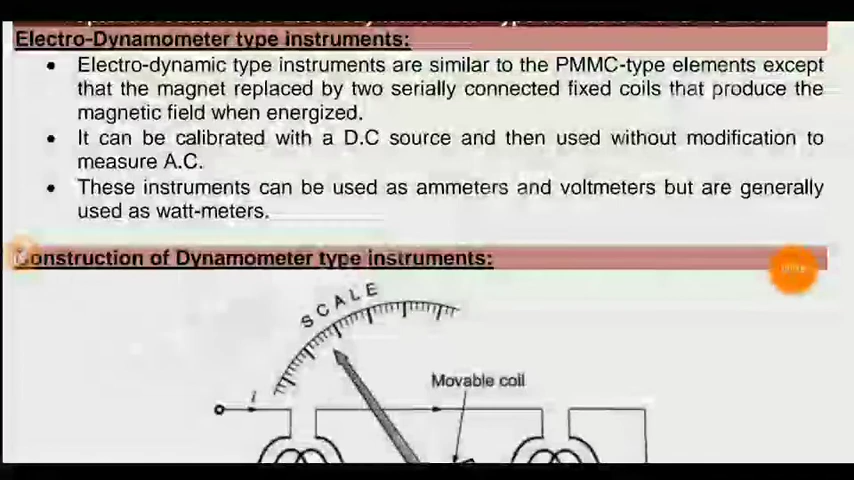 Electro-Dynamometer type instruments:
• Electro-dynamic type instruments are similar to the PMMC-type elements except
that the magnet replaced by two serially connected fixed coils that produce the
magnetic field when energized.
• It can be calibrated with a D.C source and then used without modification to
measure A.C.
• These instruments can be used as ammeters and voltmeters but are generally
used as watt-meters.
Construction of Dynamometer type instruments:
SCALE
Movable coil
i